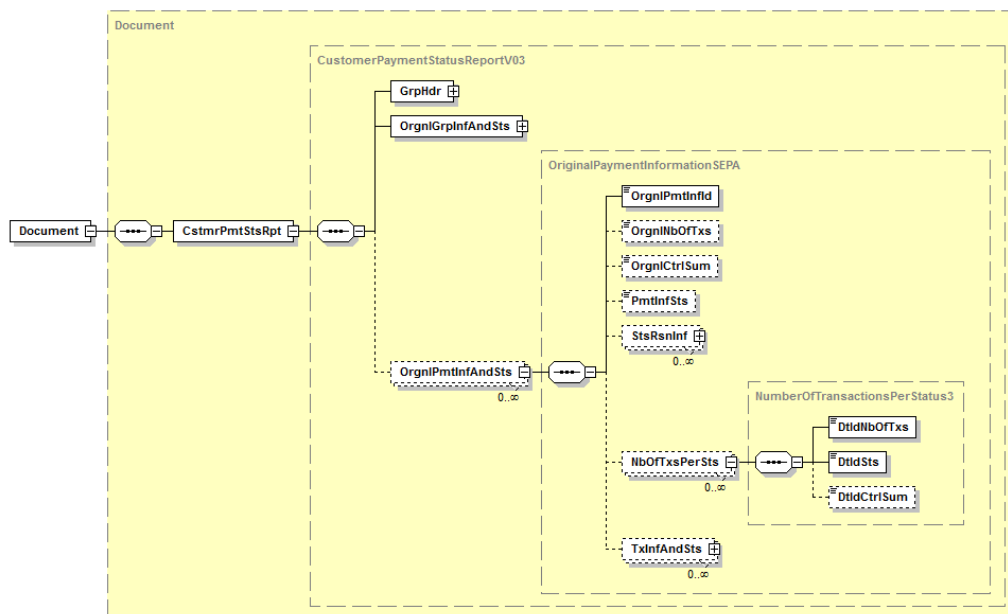 Document
CustomerPaymentStatusReportV03
GrpHdr
OrgnlGrpInfAndSts
OriginalPaymentInformationSEPA
OrgnlPmtInfId
Document
CstmrPmtStsRpt
OrgnlNbOfTxs
OrgnlCtrlSum
PmtInfSts
StsRsnInf
0..∞
OrgnlPmtInfAndSts
0..∞
NumberOfTransactionsPerStatus3
DtldNbOfTxs
NbOfTxsPerSts
0..∞
DtldSts
DtldCtrlSum
TxInfAndSts
0..∞